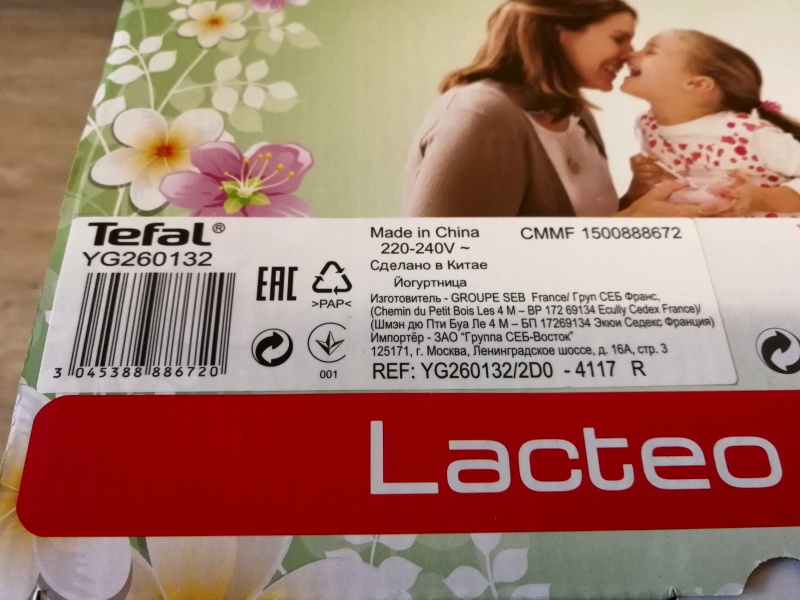 Tefal®
YG260132
3 045388 886720
EAC
>PAP<
001
Made in China
220-240V ~
CMMF 1500888672
Сделано в Китае
Йогуртница
Изготовитель - GROUPE SEB France/ Груп СЕБ Франс,
(Chemin du Petit Bois Les 4 M – BP 172 69134 Ecully Cedex France)/
(Шмэн дю Пти Буа Ле 4 М – БП 17269134 Экюи Седекс Франция)
Импортёр - ЗАО "Группа СЕБ-Восток"
125171, г. Москва, Ленинградское шоссе, д. 16А, стр. 3
REF: YG260132/2D0 - 4117 R
Lacteo